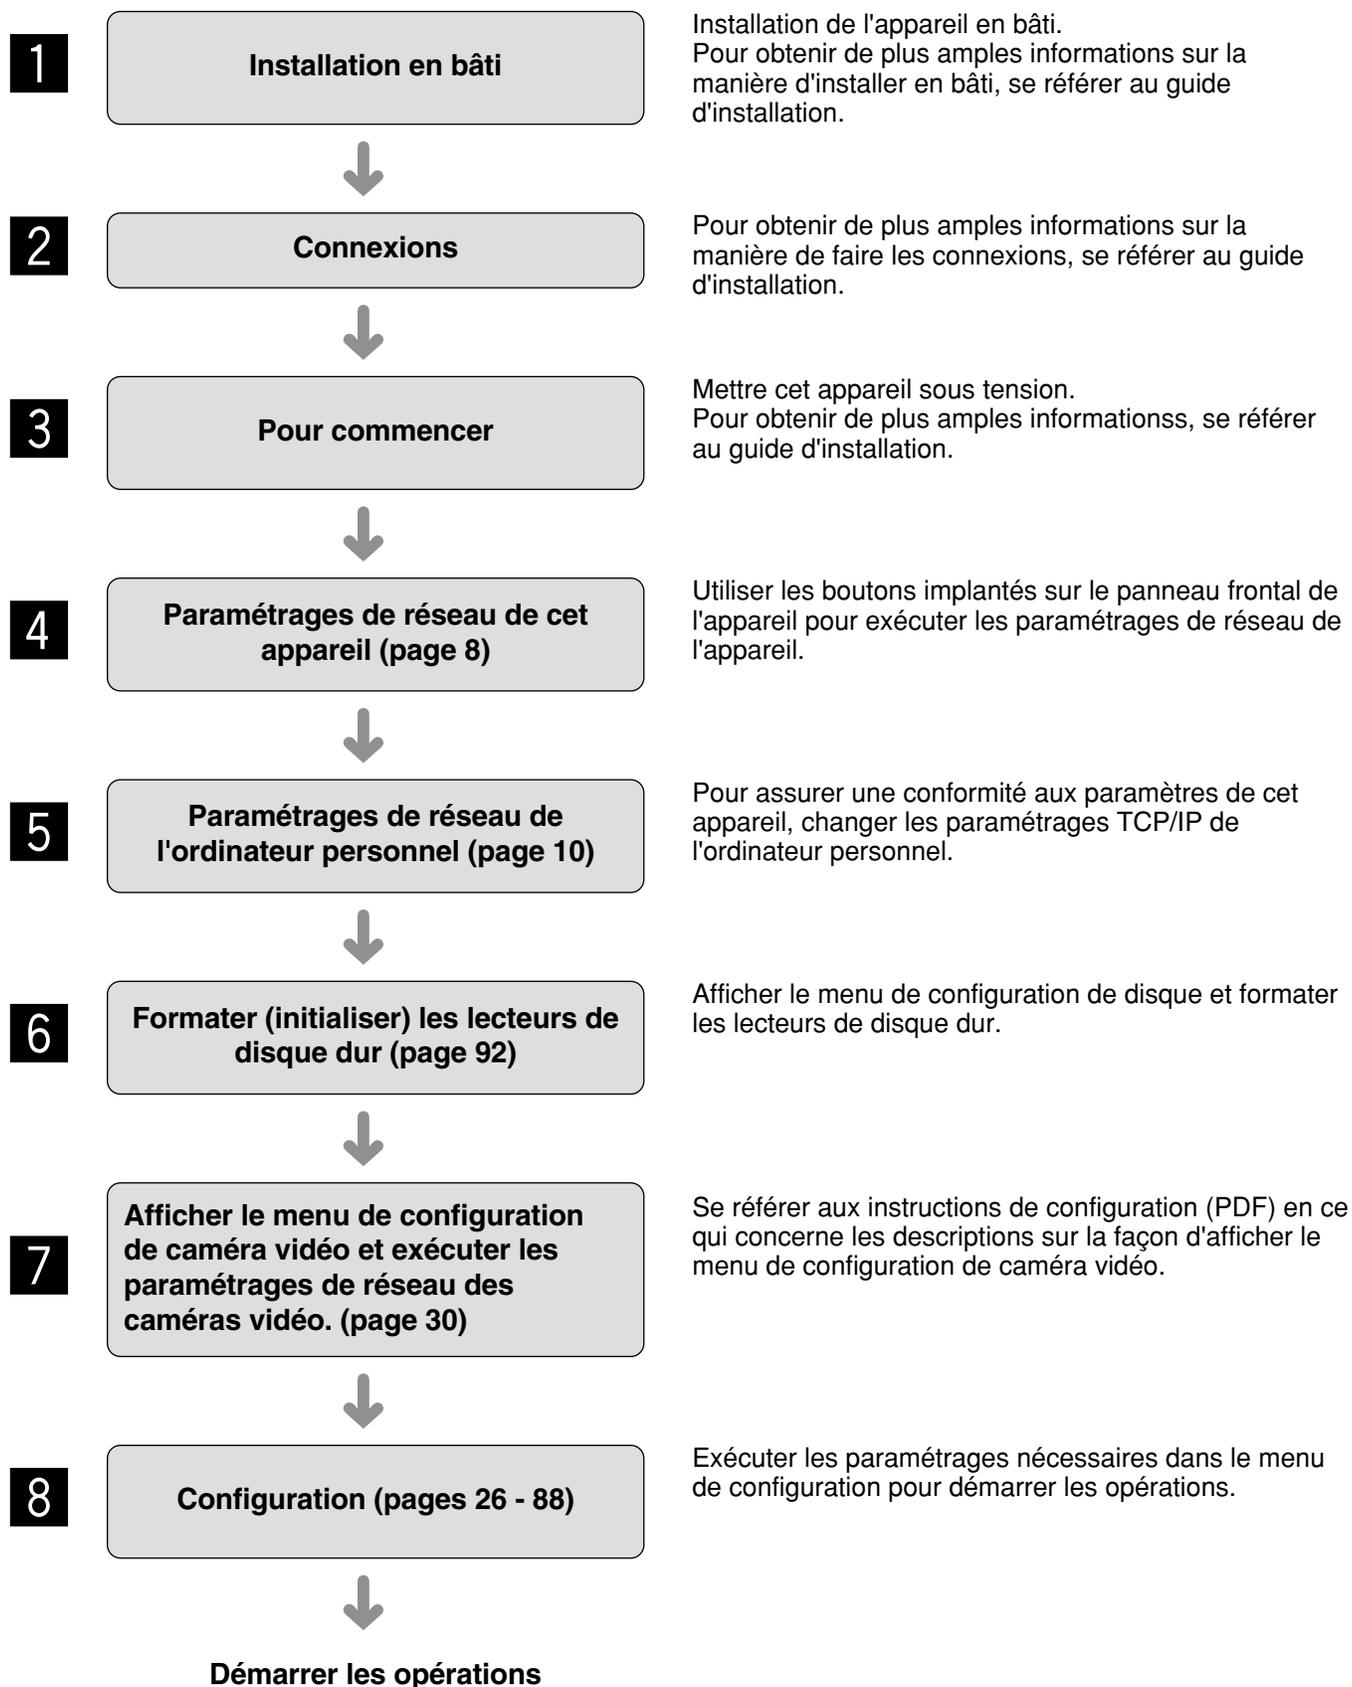 1
Installation en bâti
Installation de l'appareil en bâti.
Pour obtenir de plus amples informations sur la
manière d'installer en bâti, se référer au guide
d'installation.
2
Connexions
Pour obtenir de plus amples informations sur la
manière de faire les connexions, se référer au guide
d'installation.
3
Pour commencer
Mettre cet appareil sous tension.
Pour obtenir de plus amples informationss, se référer
au guide d'installation.
4
Paramétrages de réseau de cet
appareil (page 8)
Utiliser les boutons implantés sur le panneau frontal de
l'appareil pour exécuter les paramétrages de réseau de
l'appareil.
5
Paramétrages de réseau de
l'ordinateur personnel (page 10)
Pour assurer une conformité aux paramètres de cet
appareil, changer les paramétrages TCP/IP de
l'ordinateur personnel.
6
Formater (initialiser) les lecteurs de
disque dur (page 92)
Afficher le menu de configuration de disque et formater
les lecteurs de disque dur.
7
Afficher le menu de configuration
de caméra vidéo et exécuter les
paramétrages de réseau des
caméras vidéo. (page 30)
Se référer aux instructions de configuration (PDF) en ce
qui concerne les descriptions sur la façon d'afficher le
menu de configuration de caméra vidéo.
8
Configuration (pages 26 - 88)
Exécuter les paramétrages nécessaires dans le menu
de configuration pour démarrer les opérations.
Démarrer les opérations